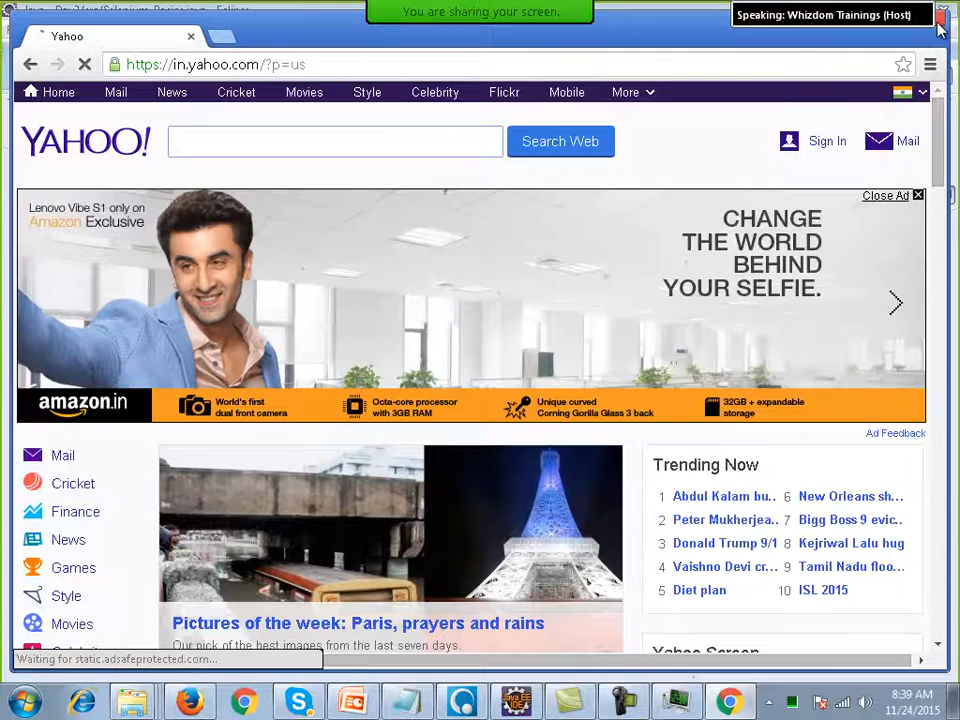 You are sharing your screen.
Speaking: Whizdom Trainings (Host)
Yahoo
https://in.yahoo.com/?p=us
Home Mail News Cricket Movies Style Celebrity Flickr Mobile More
YAHOO!
Search Web
Sign In
Mail
Close Ad
Lenovo Vibe S1 only on
Amazon Exclusive
CHANGE
THE WORLD
BEHIND
YOUR SELFIE.
amazon.in
World's first
dual front camera
Octa-core processor
with 3GB RAM
Unique curved
Corning Gorilla Glass 3 back
32GB + expandable
storage
Ad Feedback
Mail
Cricket
Finance
News
Games
Style
Movies
Pictures of the week: Paris, prayers and rains
Our pick of the best images from the last seven days.
Trending Now
1 Abdul Kalam bu..
2 Peter Mukherjea..
3 Donald Trump 9/1
4 Vaishno Devi cr...
5 Diet plan
6 New Orleans sh...
7 Bigg Boss 9 evic..
8 Kejriwal Lalu hug
9 Tamil Nadu floo...
10 ISL 2015
Yahoo Screen
Waiting for static.adsafeprotected.com...
Java EE
IDE
8:39 AM
11/24/2015